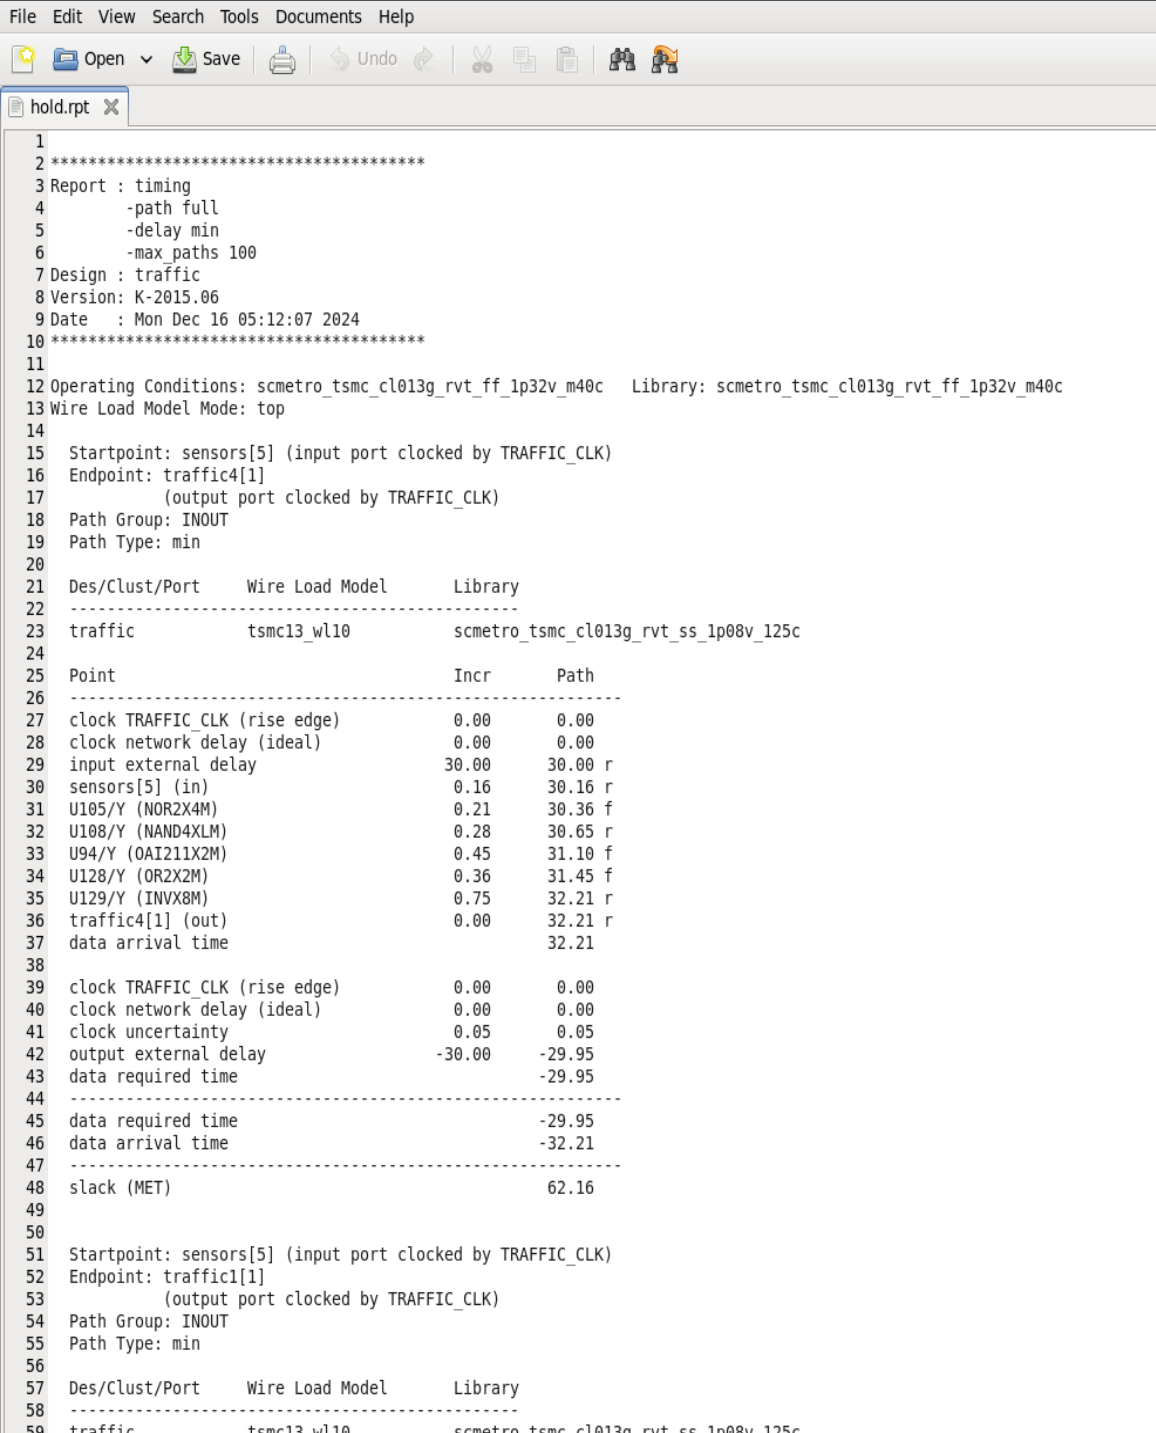 File Edit View Search Tools Documents Help
Open Save Undo
hold.rpt
1
2 ****************************************
3 Report : timing
4         -path full
5         -delay min
6         -max_paths 100
7 Design : traffic
8 Version: K-2015.06
9 Date   : Mon Dec 16 05:12:07 2024
10 ****************************************
11
12 Operating Conditions: scmetro_tsmc_cl013g_rvt_ff_1p32v_m40c   Library: scmetro_tsmc_cl013g_rvt_ff_1p32v_m40c
13 Wire Load Model Mode: top
14
15   Startpoint: sensors[5] (input port clocked by TRAFFIC_CLK)
16   Endpoint: traffic4[1]
17             (output port clocked by TRAFFIC_CLK)
18   Path Group: INOUT
19   Path Type: min
20
21   Des/Clust/Port     Wire Load Model       Library
22   ------------------------------------------------
23   traffic            tsmc13_wl10           scmetro_tsmc_cl013g_rvt_ss_1p08v_125c
24
25   Point                                    Incr       Path
26   -----------------------------------------------------------
27   clock TRAFFIC_CLK (rise edge)            0.00       0.00
28   clock network delay (ideal)              0.00       0.00
29   input external delay                    30.00      30.00 r
30   sensors[5] (in)                          0.16      30.16 r
31   U105/Y (NOR2X4M)                         0.21      30.36 f
32   U108/Y (NAND4XLM)                        0.28      30.65 r
33   U94/Y (OAI211X2M)                        0.45      31.10 f
34   U128/Y (OR2X2M)                          0.36      31.45 f
35   U129/Y (INVX8M)                          0.75      32.21 r
36   traffic4[1] (out)                        0.00      32.21 r
37   data arrival time                                  32.21
38
39   clock TRAFFIC_CLK (rise edge)            0.00       0.00
40   clock network delay (ideal)              0.00       0.00
41   clock uncertainty                        0.05       0.05
42   output external delay                  -30.00     -29.95
43   data required time                                -29.95
44   -----------------------------------------------------------
45   data required time                                -29.95
46   data arrival time                                 -32.21
47   -----------------------------------------------------------
48   slack (MET)                                        62.16
49
50
51   Startpoint: sensors[5] (input port clocked by TRAFFIC_CLK)
52   Endpoint: traffic1[1]
53             (output port clocked by TRAFFIC_CLK)
54   Path Group: INOUT
55   Path Type: min
56
57   Des/Clust/Port     Wire Load Model       Library
58   ------------------------------------------------
59   traffic            tsmc13_wl10           scmetro_tsmc_cl013g_rvt_ss_1p08v_125c